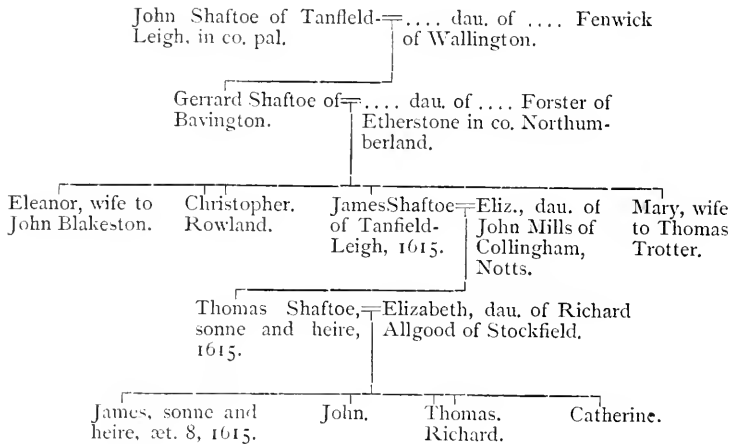 John Shaftoe of Tanfield-
Leigh, in co. pal.
.... dau. of .... Fenwick
of Wallington.
Gerrard Shaftoe of
Bavington.
.... dau. of .... Forster of
Etherstone in co. Northum-
berland.
Eleanor, wife to
John Blakeston.
Christopher.
Rowland.
James Shaftoe
of Tanfield-
Leigh, 1615.
Eliz., dau. of
John Mills of
Collingham,
Notts.
Mary, wife
to Thomas
Trotter.
Thomas Shaftoe,
sonne and heire,
1615.
Elizabeth, dau. of Richard
Allgood of Stockfield.
James, sonne and
heire, æt. 8, 1615.
John.
Thomas.
Richard.
Catherine.